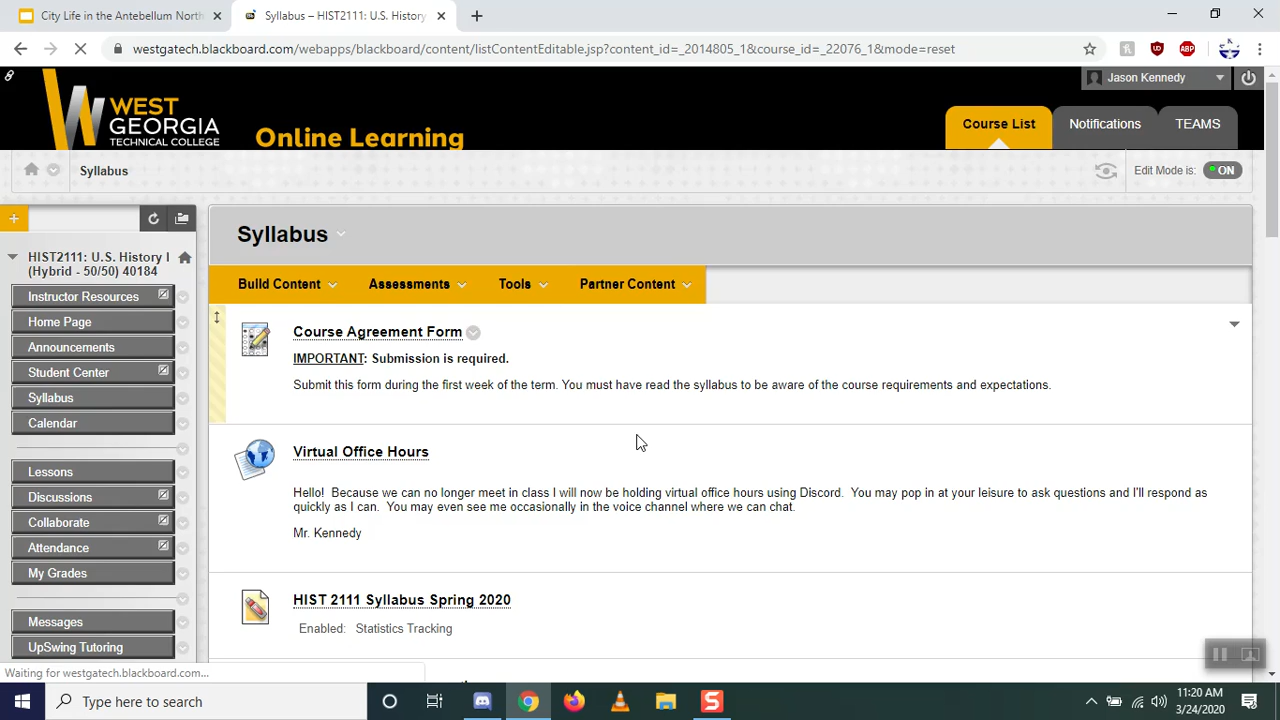 City Life in the Antebellum North
Syllabus – HIST2111: U.S. History
westgatech.blackboard.com/webapps/blackboard/content/listContentEditable.jsp?content_id=_2014805_1&course_id=_22076_1&mode=reset
Jason Kennedy
WEST
GEORGIA
TECHNICAL COLLEGE
Online Learning
Course List
Notifications
TEAMS
Syllabus
Edit Mode is:
ON
HIST2111: U.S. History I
(Hybrid - 50/50) 40184
Instructor Resources
Home Page
Announcements
Student Center
Syllabus
Calendar
Lessons
Discussions
Collaborate
Attendance
My Grades
Messages
UpSwing Tutoring
Syllabus
Build Content
Assessments
Tools
Partner Content
Course Agreement Form
IMPORTANT: Submission is required.
Submit this form during the first week of the term. You must have read the syllabus to be aware of the course requirements and expectations.
Virtual Office Hours
Hello! Because we can no longer meet in class I will now be holding virtual office hours using Discord. You may pop in at your leisure to ask questions and I'll respond as
quickly as I can. You may even see me occasionally in the voice channel where we can chat.
Mr. Kennedy
HIST 2111 Syllabus Spring 2020
Enabled: Statistics Tracking
Waiting for westgatech.blackboard.com...
Type here to search
11:20 AM
3/24/2020